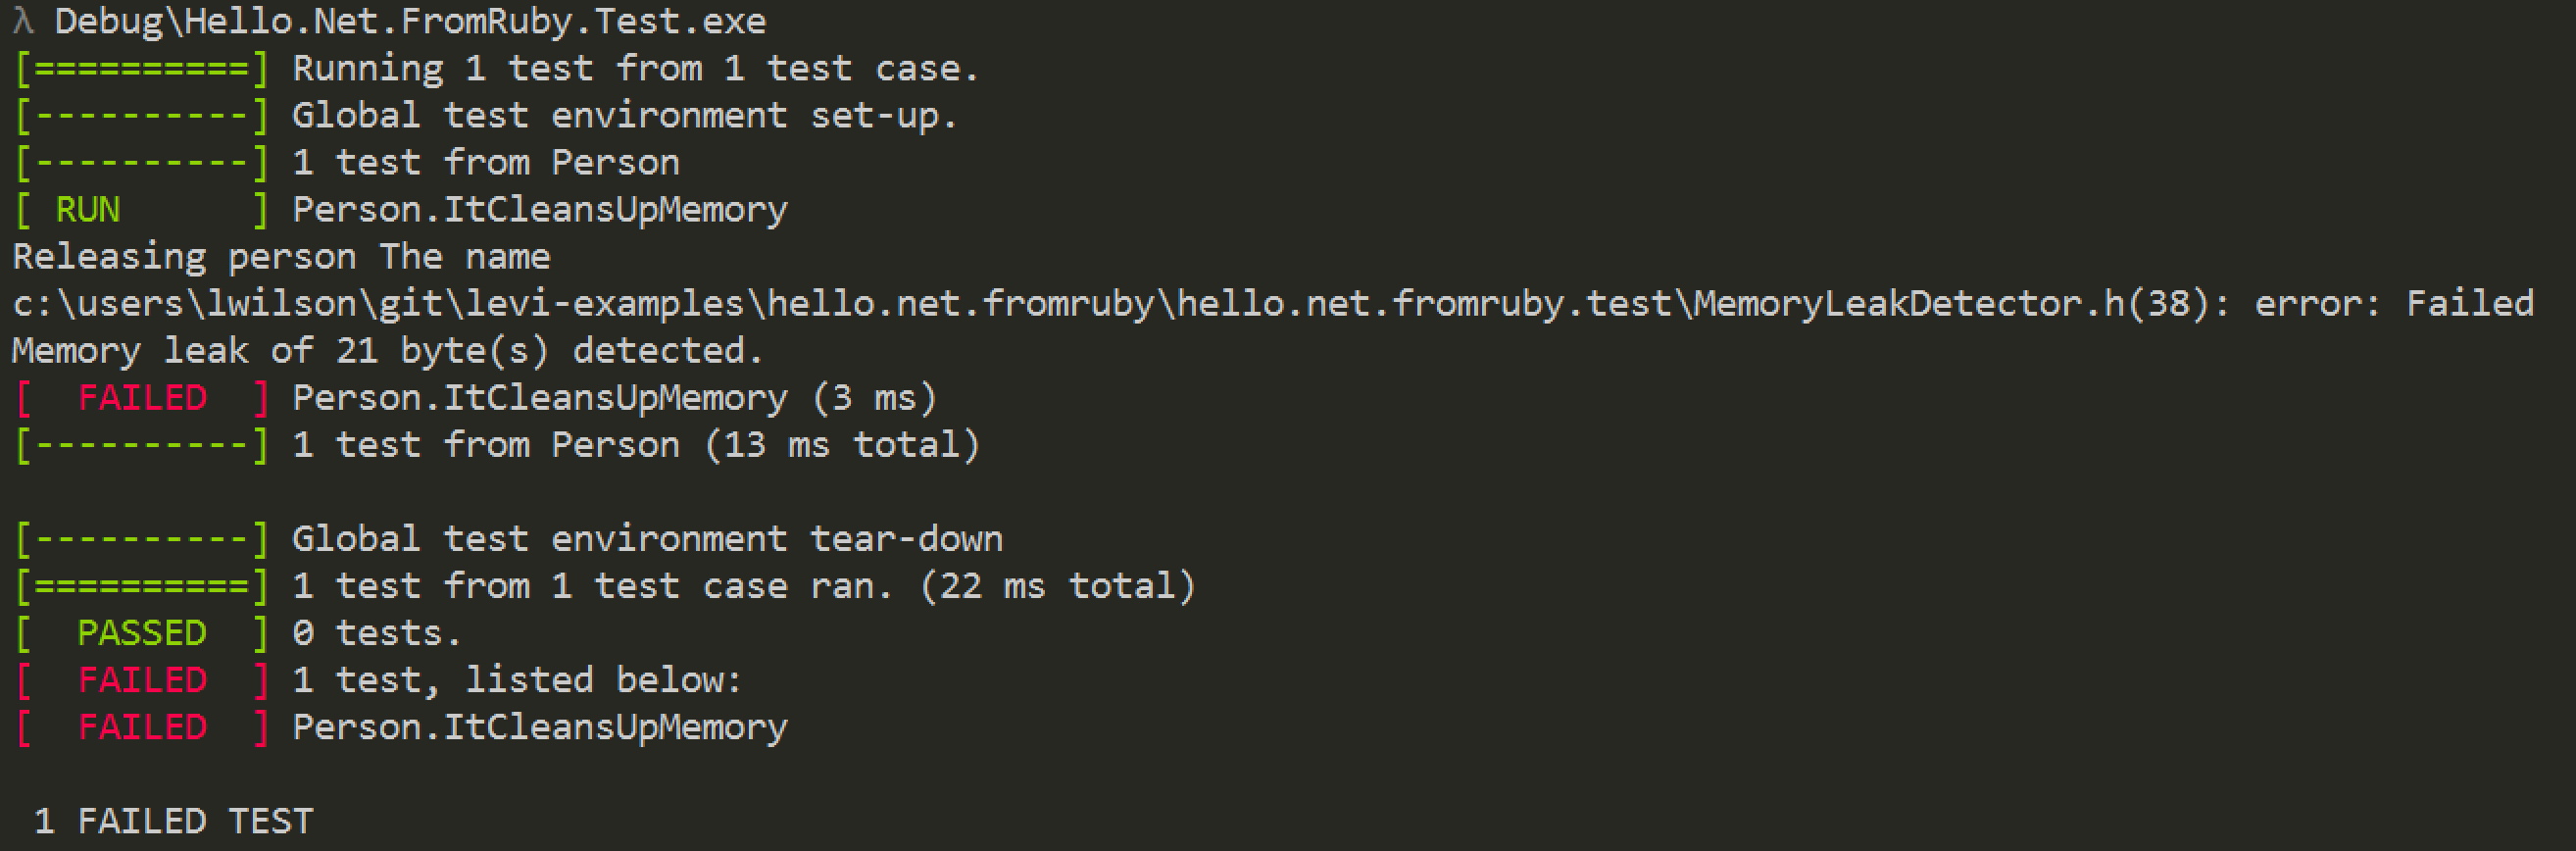 λ Debug\Hello.Net.FromRuby.Test.exe
[==========] Running 1 test from 1 test case.
[----------] Global test environment set-up.
[----------] 1 test from Person
[ RUN      ] Person.ItCleansUpMemory
Releasing person The name
c:\users\lwilson\git\levi-examples\hello.net.fromruby\hello.net.fromruby.test\MemoryLeakDetector.h(38): error: Failed
Memory leak of 21 byte(s) detected.
[  FAILED  ] Person.ItCleansUpMemory (3 ms)
[----------] 1 test from Person (13 ms total)

[----------] Global test environment tear-down
[==========] 1 test from 1 test case ran. (22 ms total)
[  PASSED  ] 0 tests.
[  FAILED  ] 1 test, listed below:
[  FAILED  ] Person.ItCleansUpMemory

 1 FAILED TEST